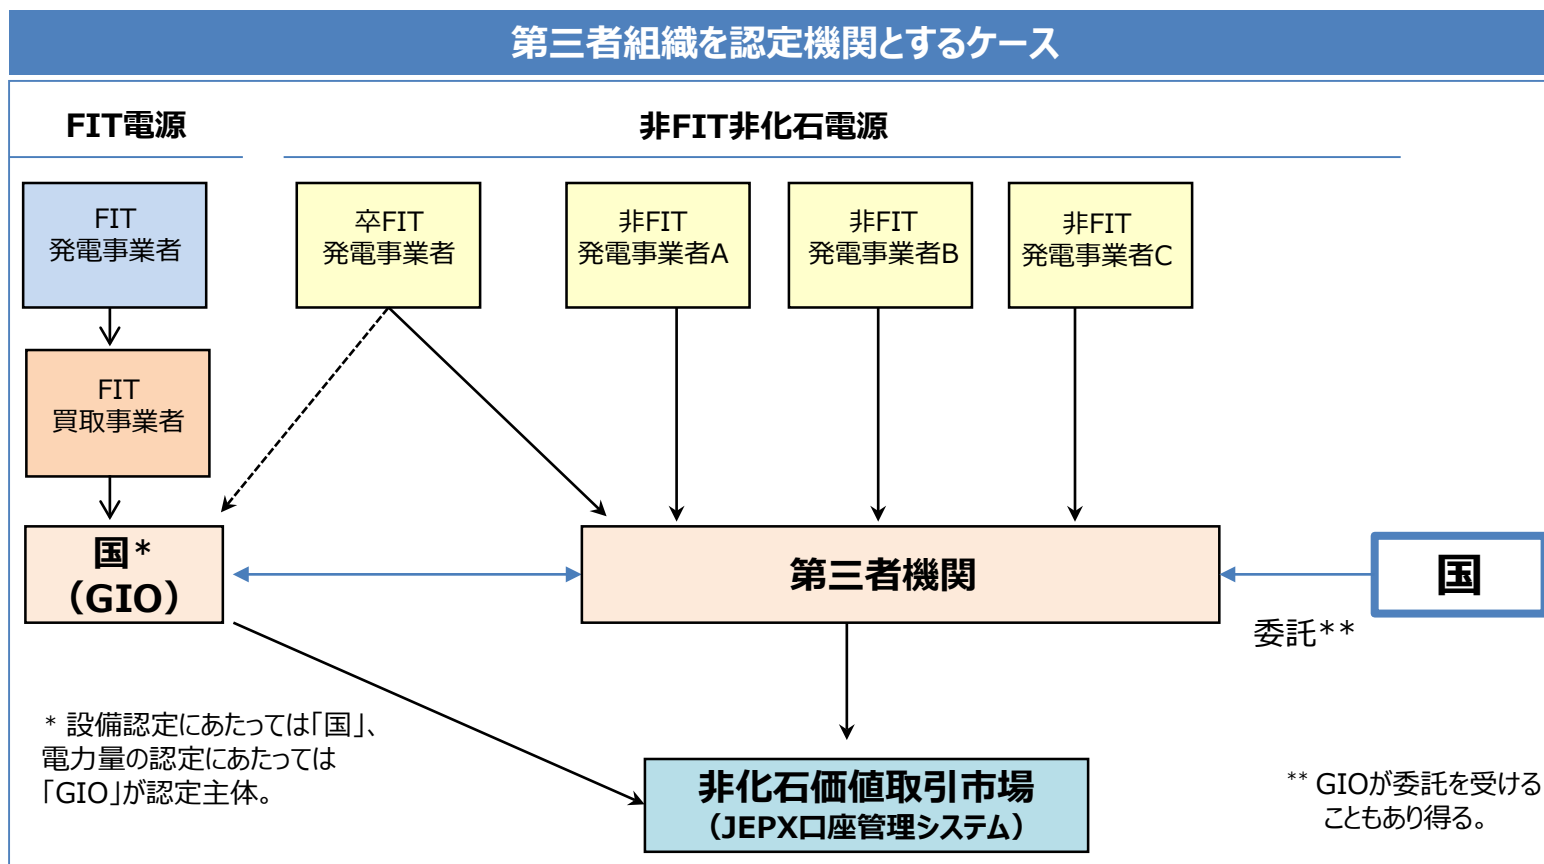 第三者組織を認定機関とするケース
FIT電源
非FIT非化石電源
FIT
発電事業者
卒FIT
発電事業者
非FIT
発電事業者A
非FIT
発電事業者B
非FIT
発電事業者C
FIT
買取事業者
国*
（GIO）
第三者機関
国
委託**
* 設備認定にあたっては「国」、
電力量の認定にあたっては
「GIO」が認定主体。
非化石価値取引市場
（JEPX口座管理システム）
** GIOが委託を受ける
こともあり得る。